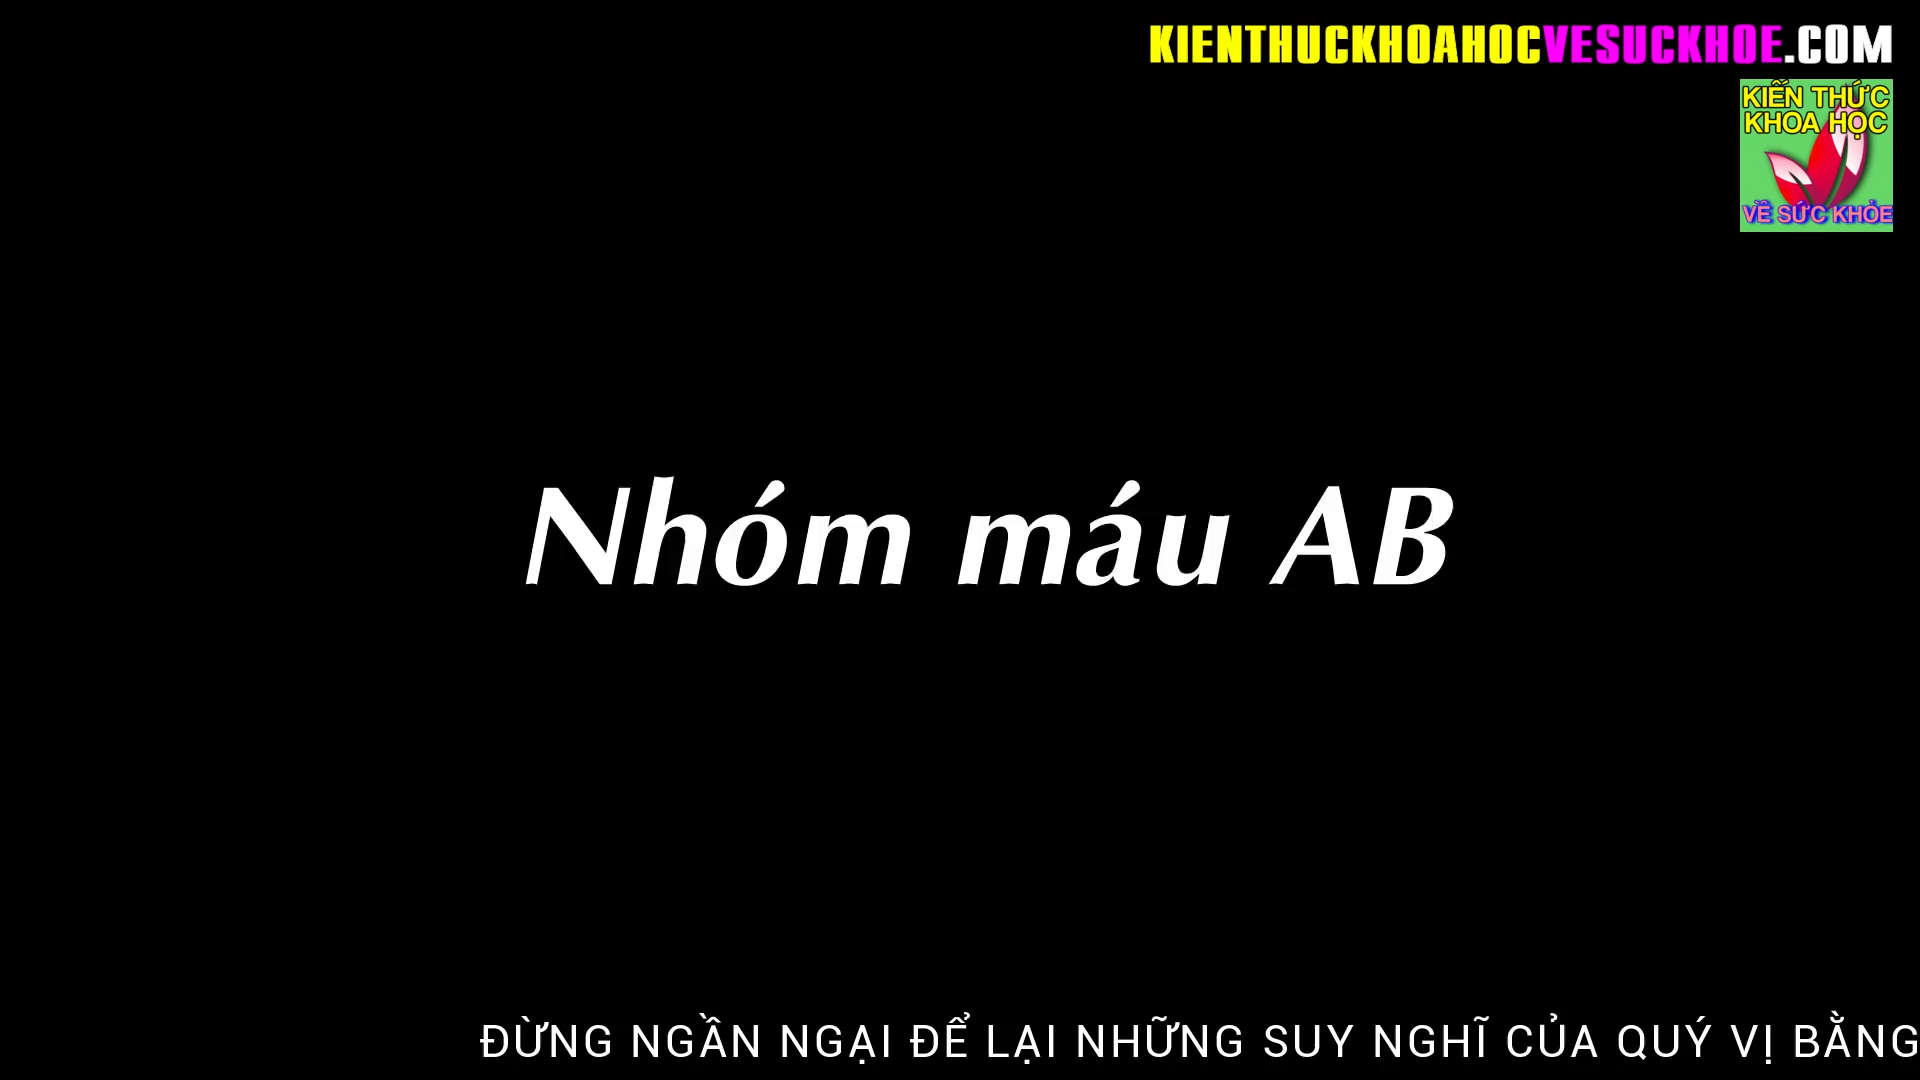 KIENTHUCKHOAHOCVESUCKHOE.COM
KIẾN THỨC
KHOA HỌC
VỀ SỨC KHỎE
Nhóm máu AB
ĐỪNG NGẦN NGẠI ĐỂ LẠI NHỮNG SUY NGHĨ CỦA QUÝ VỊ BẰNG